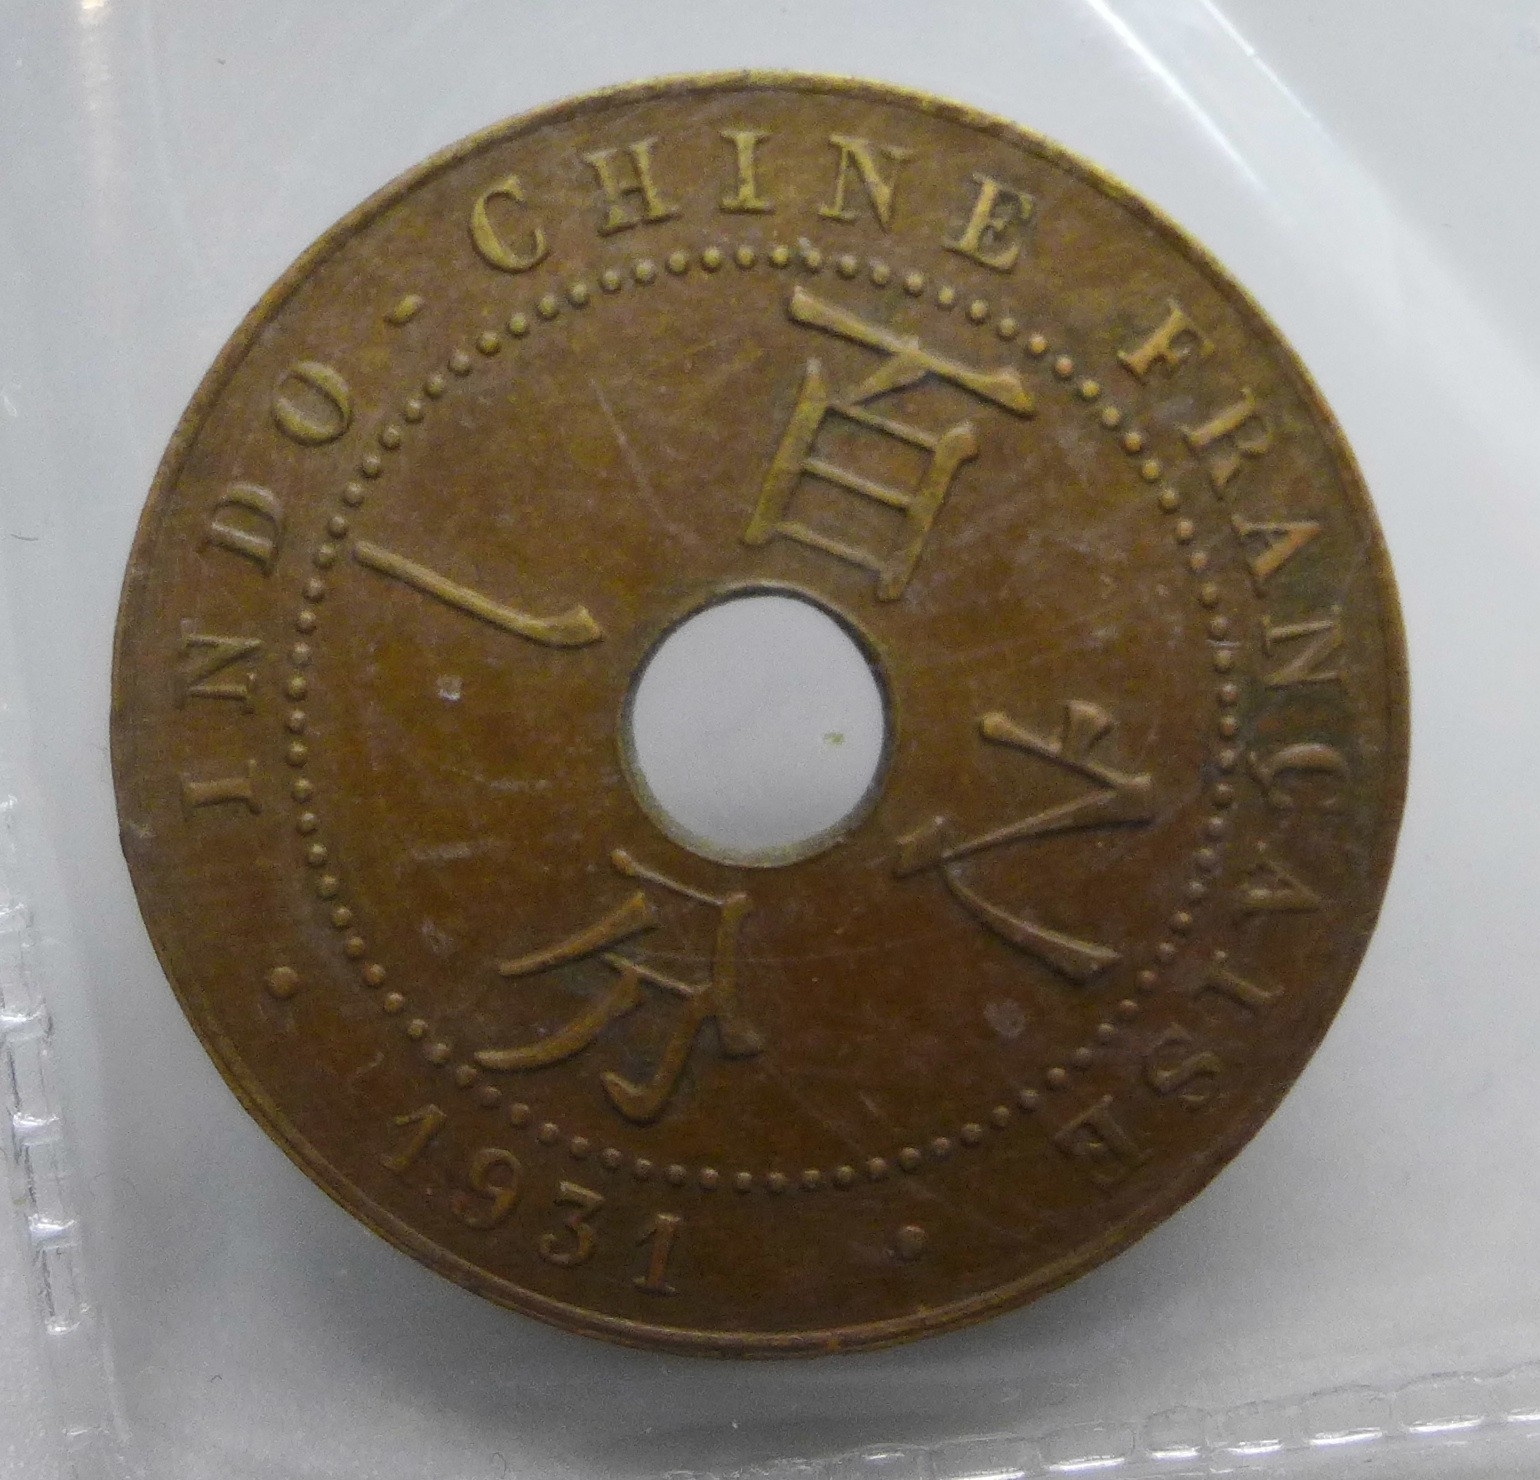 INDO-CHINE FRANÇAISE
• 1931 •
百分之一